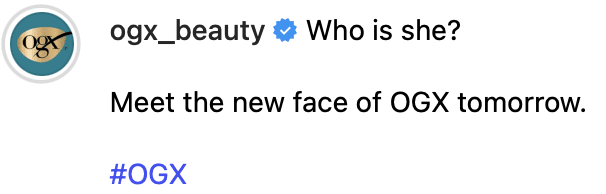 ogx
ogx_beauty Who is she?
Meet the new face of OGX tomorrow.
#OGX